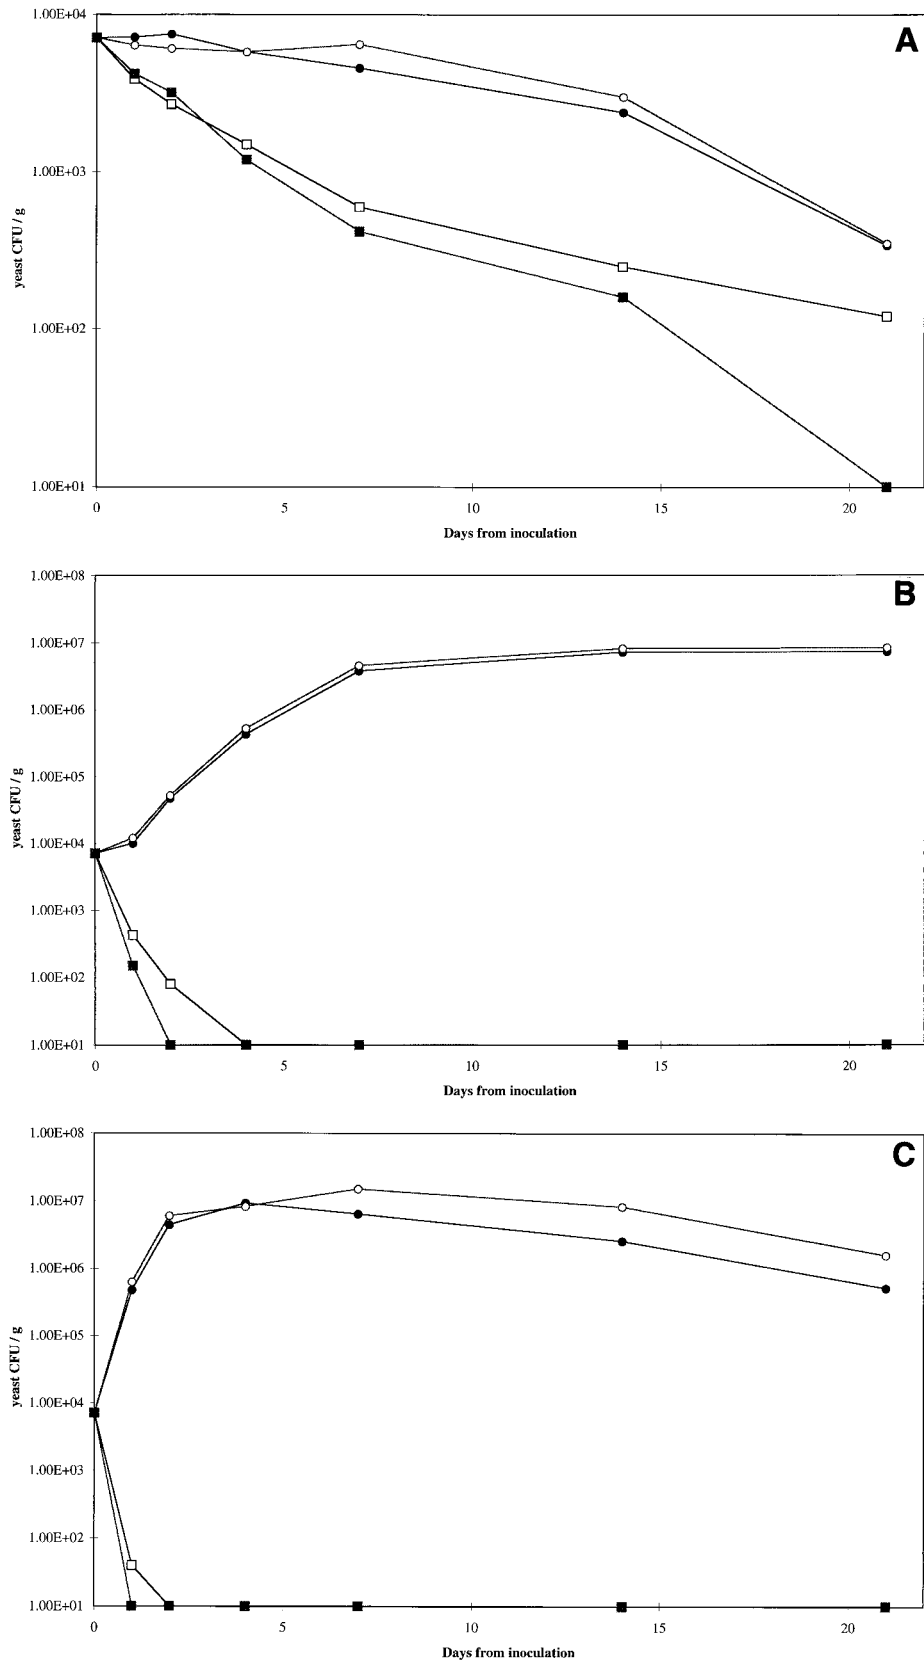 1.00E+04
A
1.00E+03
yeast CFU / g
1.00E+02
1.00E+01
0 5 10 15 20
Days from inoculation
1.00E+08
B
1.00E+07
1.00E+06
yeast CFU / g
1.00E+05
1.00E+04
1.00E+03
1.00E+02
1.00E+01
0 5 10 15 20
Days from inoculation
1.00E+08
C
1.00E+07
1.00E+06
yeast CFU / g
1.00E+05
1.00E+04
1.00E+03
1.00E+02
1.00E+01
0 5 10 15 20
Days from inoculation